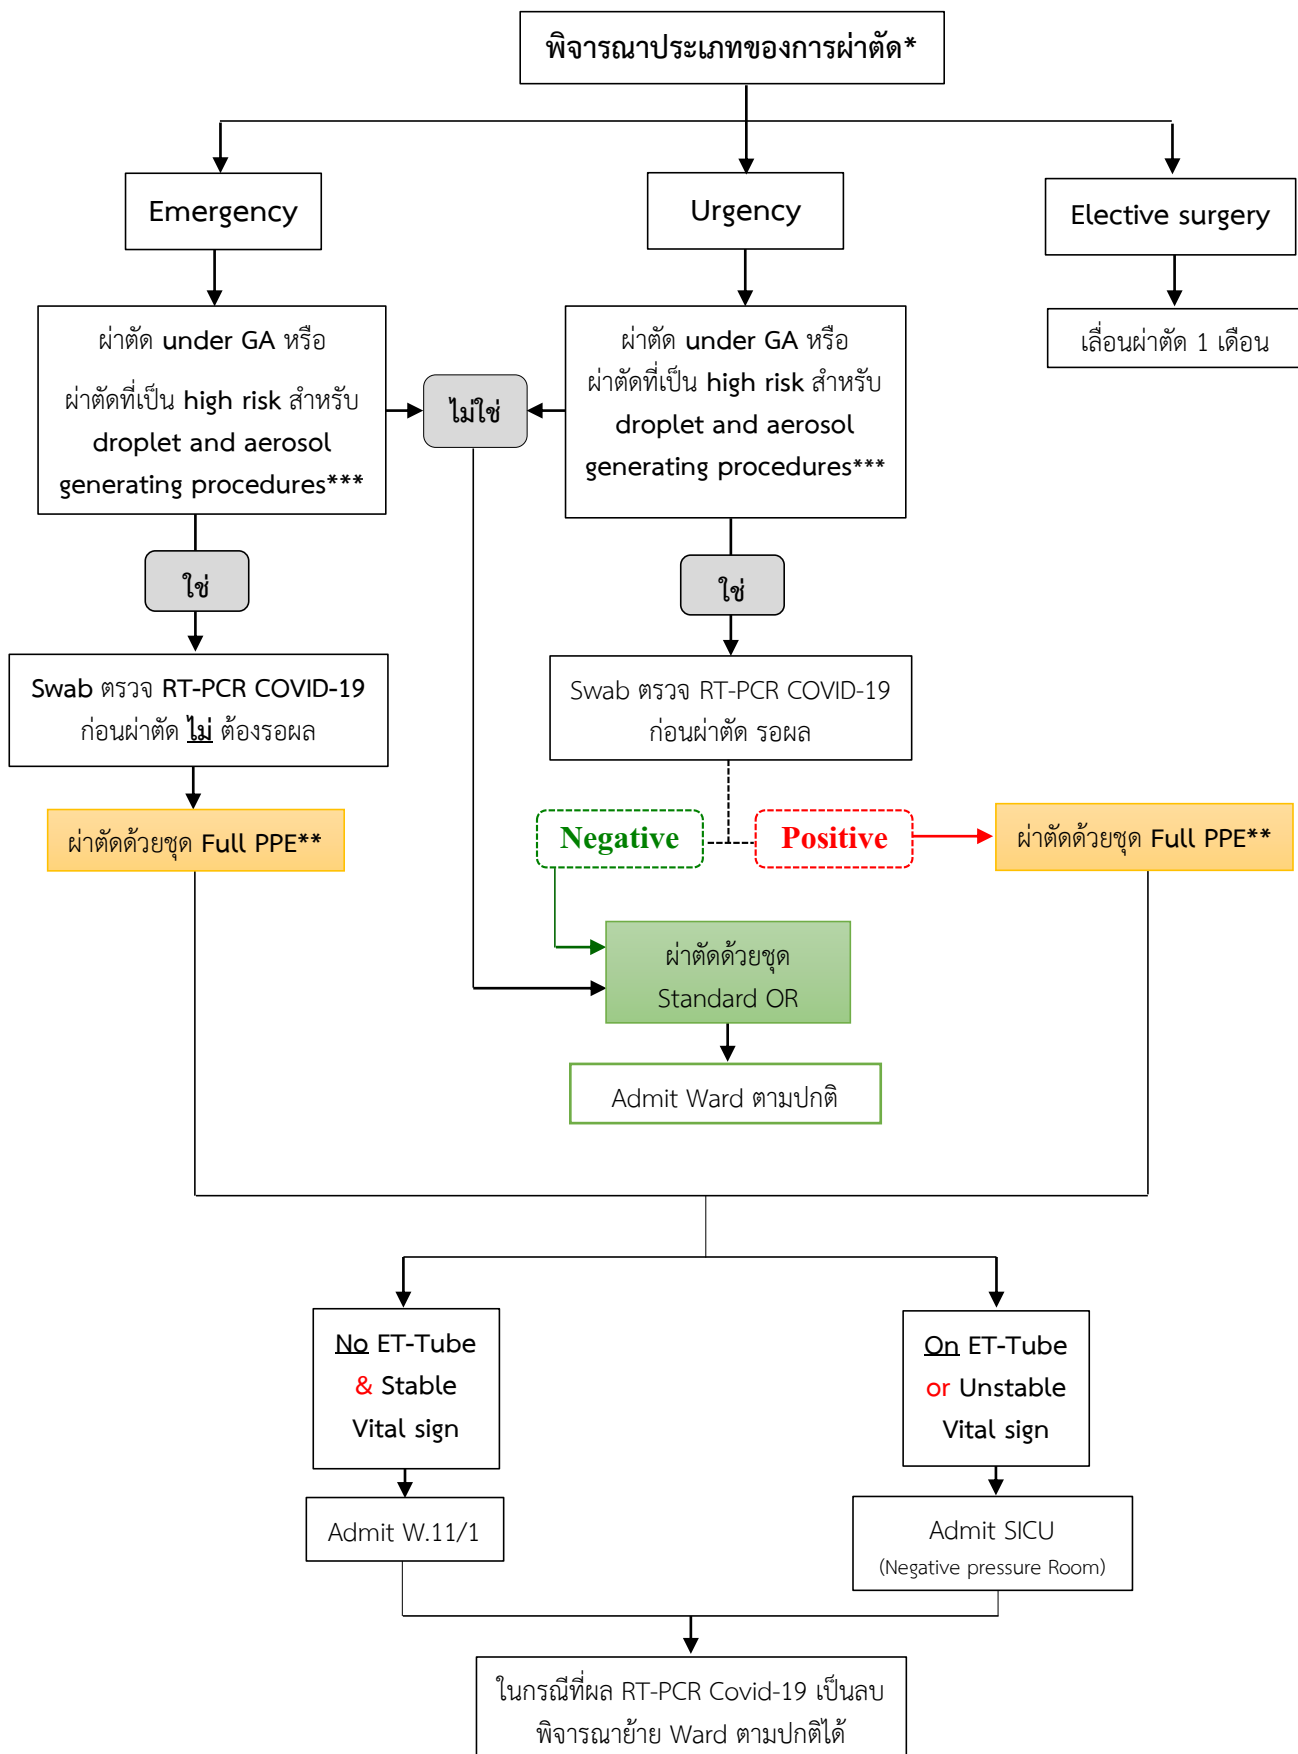 พิจารณาประเภทของการผ่าตัด*
Emergency
Urgency
Elective surgery
ผ่าตัด under GA หรือ
ผ่าตัดที่เป็น high risk สำหรับ
droplet and aerosol
generating procedures***
ไม่ใช่
ผ่าตัด under GA หรือ
ผ่าตัดที่เป็น high risk สำหรับ
droplet and aerosol
generating procedures***
เลื่อนผ่าตัด 1 เดือน
ใช่
ใช่
Swab ตรวจ RT-PCR COVID-19
ก่อนผ่าตัด ไม่ ต้องรอผล
Swab ตรวจ RT-PCR COVID-19
ก่อนผ่าตัด รอผล
ผ่าตัดด้วยชุด Full PPE**
Negative
Positive
ผ่าตัดด้วยชุด Full PPE**
ผ่าตัดด้วยชุด
Standard OR
Admit Ward ตามปกติ
No ET-Tube
& Stable
Vital sign
On ET-Tube
or Unstable
Vital sign
Admit W.11/1
Admit SICU
(Negative pressure Room)
ในกรณีที่ผล RT-PCR Covid-19 เป็นลบ
พิจารณาย้าย Ward ตามปกติได้